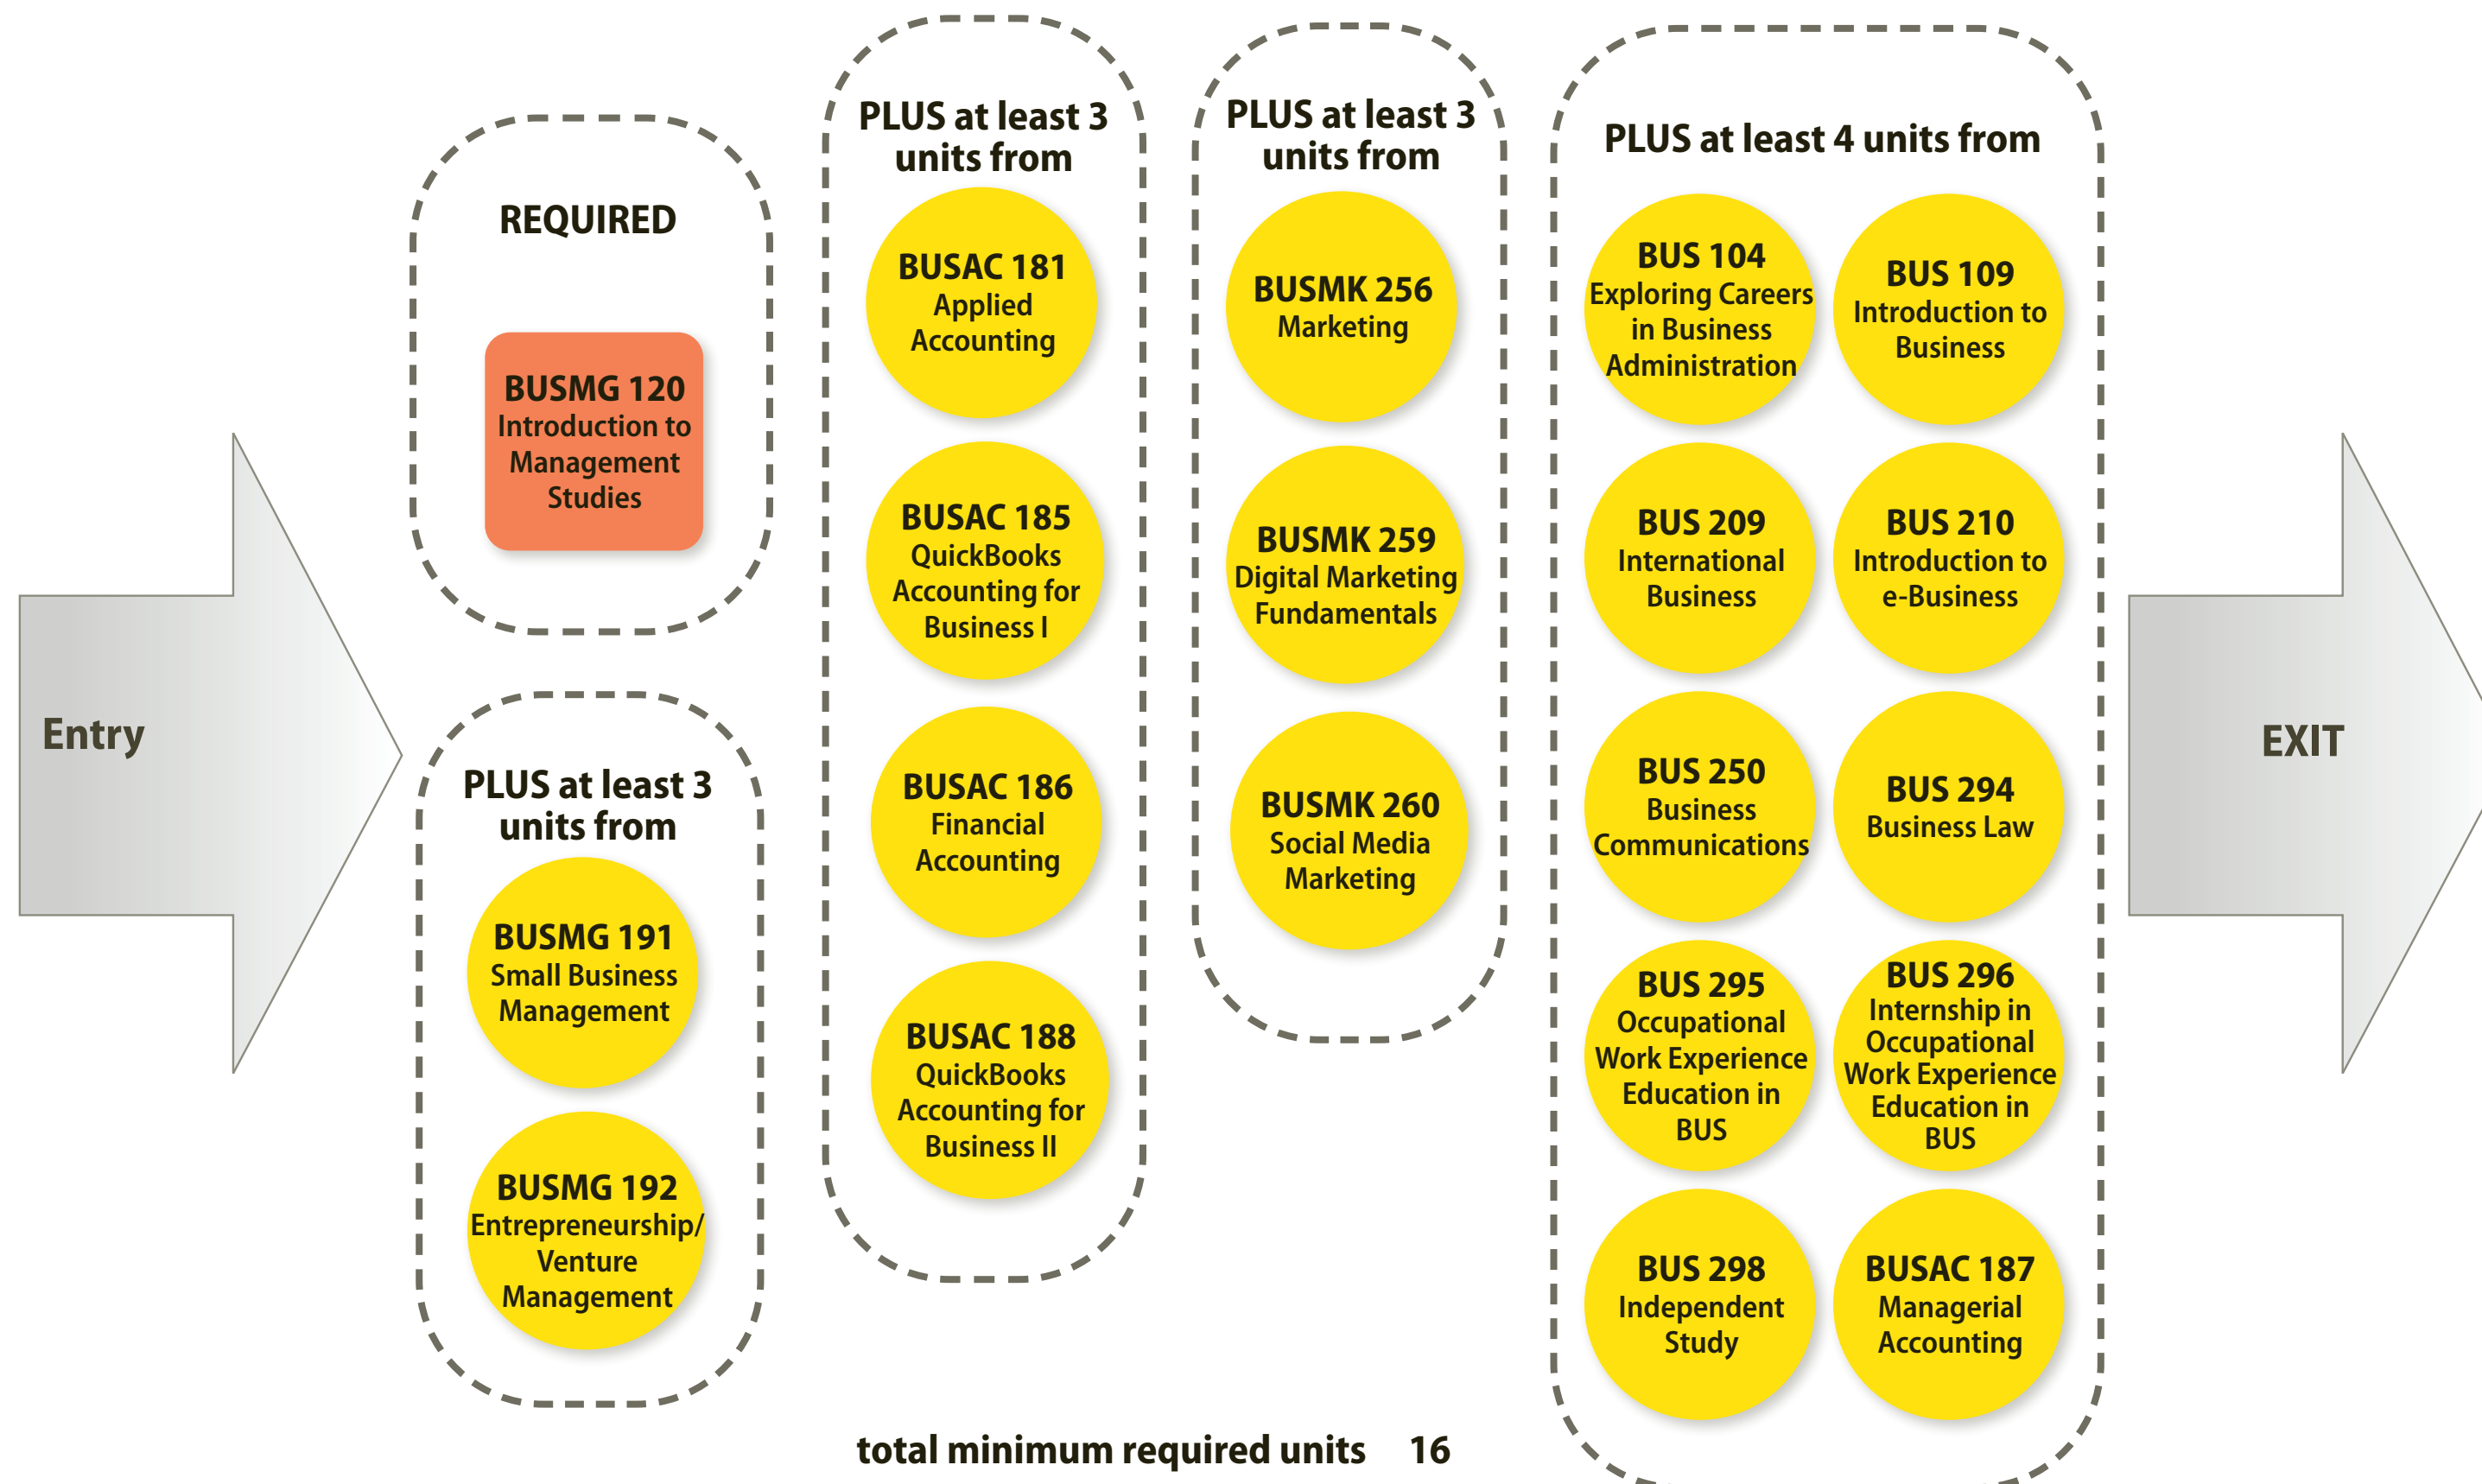 Entry
REQUIRED
BUSMG 120
Introduction to
Management
Studies
PLUS at least 3
units from
BUSMG 191
Small Business
Management
BUSMG 192
Entrepreneurship/
Venture
Management
PLUS at least 3
units from
BUSAC 181
Applied
Accounting
BUSAC 185
QuickBooks
Accounting for
Business I
BUSAC 186
Financial
Accounting
BUSAC 188
QuickBooks
Accounting for
Business II
PLUS at least 3
units from
BUSMK 256
Marketing
BUSMK 259
Digital Marketing
Fundamentals
BUSMK 260
Social Media
Marketing
PLUS at least 4 units from
BUS 104
Exploring Careers
in Business
Administration
BUS 109
Introduction to
Business
BUS 209
International
Business
BUS 210
Introduction to
e-Business
BUS 250
Business
Communications
BUS 294
Business Law
BUS 295
Occupational
Work Experience
Education in
BUS
BUS 296
Internship in
Occupational
Work Experience
Education in
BUS
BUS 298
Independent
Study
BUSAC 187
Managerial
Accounting
EXIT
total minimum required units 16